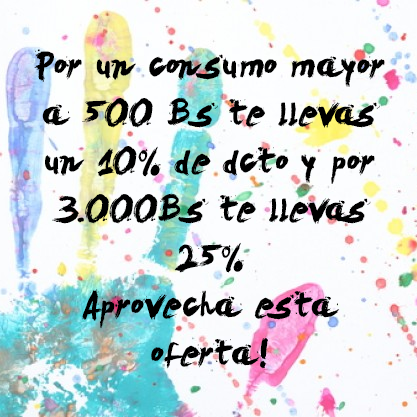 Por un consumo mayor
a 500 Bs te llevas
un 10% de dcto y por
3.000Bs te llevas
25%
Aprovecha esta
oferta!